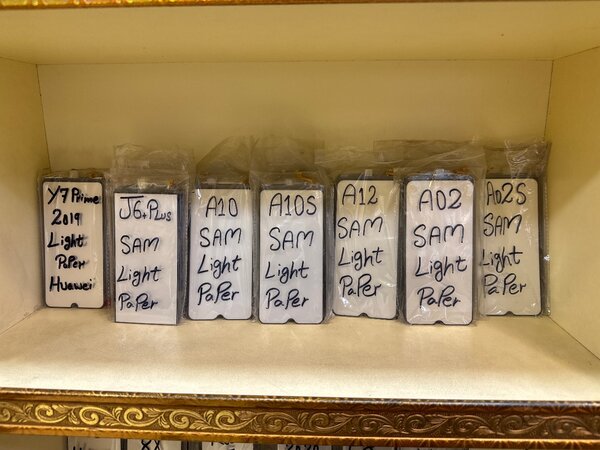 Y7 Prime
2019
Light
Paper
Huawei
J6+Plus
SAM
Light
PaPer
A10
SAM
Light
PaPer
A10S
SAM
Light
PaPer
A12
SAM
Light
PaPer
A02
SAM
Light
PaPer
A02S
SAM
Light
PaPer